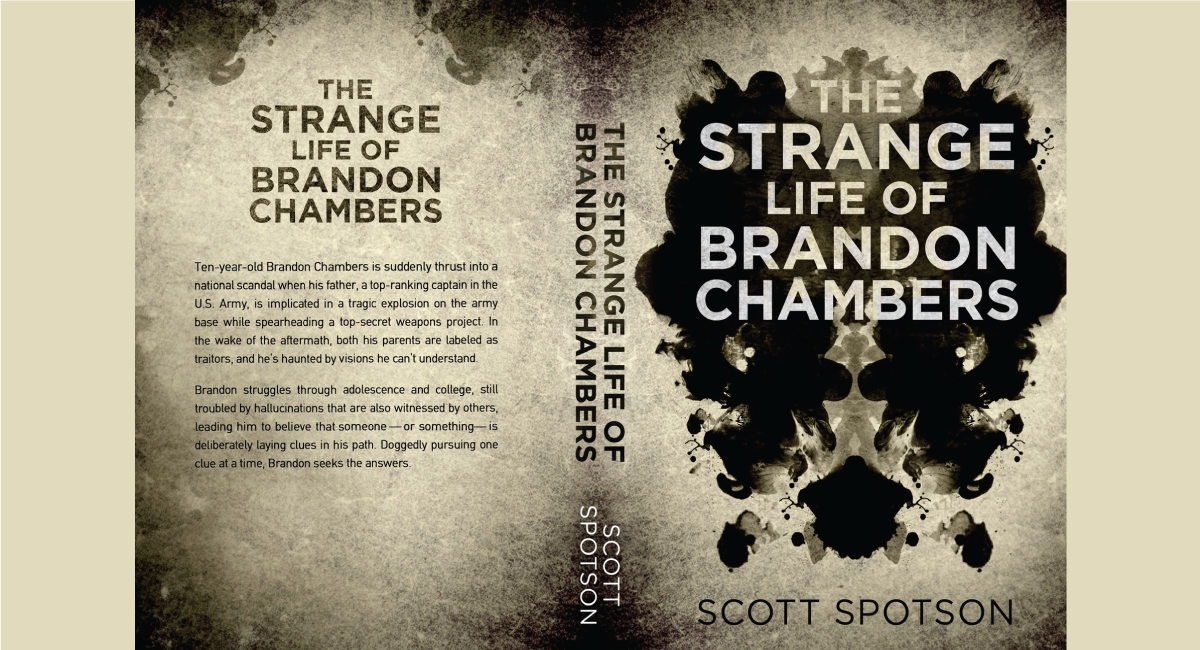 THE
STRANGE
LIFE OF
BRANDON
CHAMBERS
Ten-year-old Brandon Chambers is suddenly thrust into a
national scandal when his father, a top-ranking captain in the
U.S. Army, is implicated in a tragic explosion on the army
base while spearheading a top-secret weapons project. In
the wake of the aftermath, both his parents are labeled as
traitors, and he's haunted by visions he can't understand.
Brandon struggles through adolescence and college, still
troubled by hallucinations that are also witnessed by others,
leading him to believe that someone — or something — is
deliberately laying clues in his path. Doggedly pursuing one
clue at a time, Brandon seeks the answers.
THE STRANGE LIFE OF
BRANDON CHAMBERS
SCOTT
SPOTSON
THE
STRANGE
LIFE OF
BRANDON
CHAMBERS
SCOTT SPOTSON